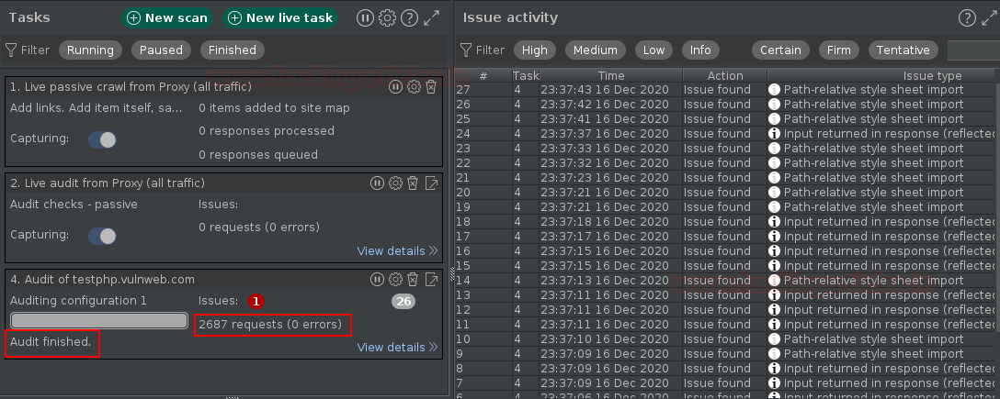 Tasks
New scan
New live task
Filter Running Paused Finished
1. Live passive crawl from Proxy (all traffic)
Add links. Add item itself, sa... 0 items added to site map
Capturing: 0 responses processed
0 responses queued
2. Live audit from Proxy (all traffic)
Audit checks - passive Issues:
Capturing: 0 requests (0 errors)
View details
4. Audit of testphp.vulnweb.com
Auditing configuration 1 Issues: 1 26
2687 requests (0 errors)
Audit finished.
View details
Issue activity
Filter High Medium Low Info Certain Firm Tentative
# Task Time Action Issue type
27 4 23:37:43 16 Dec 2020 Issue found Path-relative style sheet import
26 4 23:37:42 16 Dec 2020 Issue found Path-relative style sheet import
25 4 23:37:41 16 Dec 2020 Issue found Path-relative style sheet import
24 4 23:37:37 16 Dec 2020 Issue found Input returned in response (reflected
23 4 23:37:33 16 Dec 2020 Issue found Path-relative style sheet import
22 4 23:37:32 16 Dec 2020 Issue found Path-relative style sheet import
21 4 23:37:23 16 Dec 2020 Issue found Path-relative style sheet import
20 4 23:37:21 16 Dec 2020 Issue found Path-relative style sheet import
19 4 23:37:21 16 Dec 2020 Issue found Path-relative style sheet import
18 4 23:37:18 16 Dec 2020 Issue found Input returned in response (reflected
17 4 23:37:17 16 Dec 2020 Issue found Input returned in response (reflected
16 4 23:37:15 16 Dec 2020 Issue found Input returned in response (reflected
15 4 23:37:15 16 Dec 2020 Issue found Input returned in response (reflected
14 4 23:37:13 16 Dec 2020 Issue found Path-relative style sheet import
13 4 23:37:11 16 Dec 2020 Issue found Input returned in response (reflected
12 4 23:37:11 16 Dec 2020 Issue found Input returned in response (reflected
11 4 23:37:11 16 Dec 2020 Issue found Input returned in response (reflected
10 4 23:37:10 16 Dec 2020 Issue found Path-relative style sheet import
9 4 23:37:09 16 Dec 2020 Issue found Path-relative style sheet import
8 4 23:37:09 16 Dec 2020 Issue found Input returned in response (reflected
7 4 23:37:09 16 Dec 2020 Issue found Input returned in response (reflected
6 4 23:37:06 16 Dec 2020 Issue found Input returned in response (reflected